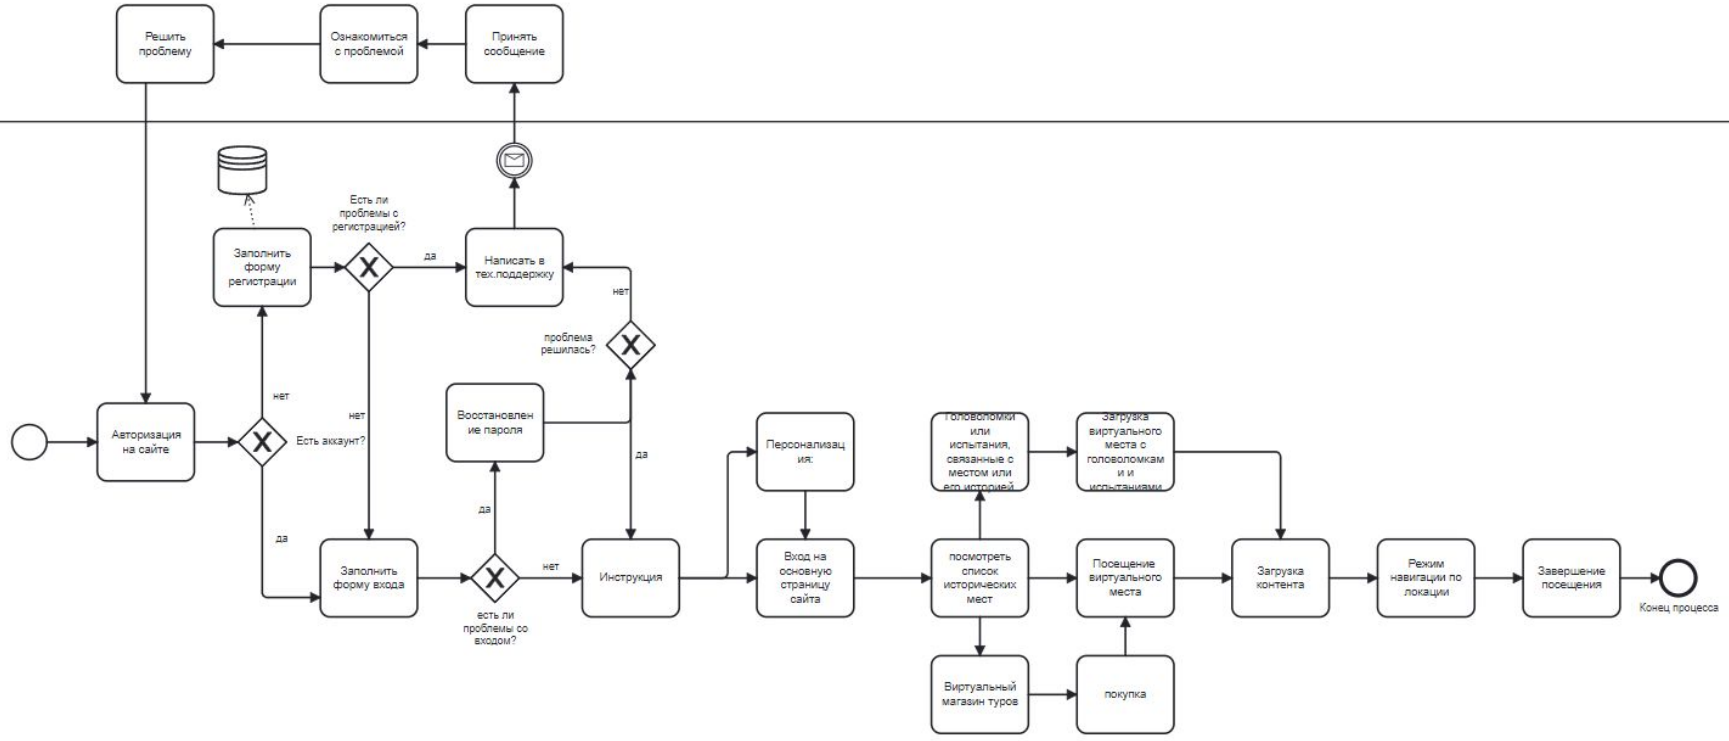 Решить
проблему
Ознакомиться
с проблемой
Принять
сообщение
Есть ли
проблемы с
регистрацией?
Заполнить
форму
регистрации
да
Написать в
тех.поддержку
нет
проблема
решилась?
нет
нет
Есть аккаунт?
Авторизация
на сайте
Восстановлен
ие пароля
да
Персонализац
ия:
Головоломки
или
испытания,
связанные с
местом или
его историей
Загрузка
виртуального
места с
головоломкам
и и
испытаниями
да
да
нет
Заполнить
форму входа
есть ли
проблемы со
входом?
Инструкция
Вход на
основную
страницу
сайта
посмотреть
список
исторических
мест
Посещение
виртуального
места
Загрузка
контента
Режим
навигации по
локации
Завершение
посещения
Конец процесса
Виртуальный
магазин туров
покупка